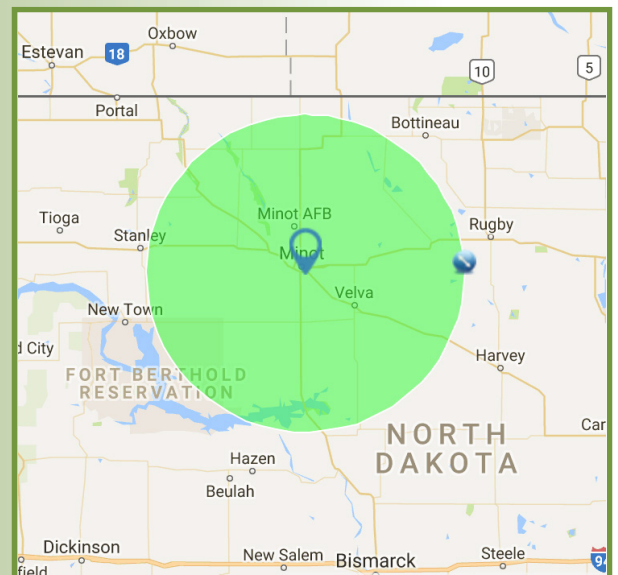 Oxbow
Estevan
18
10
5
Portal
Bottineau
Minot AFB
Tioga
Rugby
Stanley
Minot
Velva
New Town
d City
Harvey
FORT BERTHOLD
RESERVATION
Car
NORTH
DAKOTA
Hazen
Beulah
Dickinson
New Salem
Bismarck
Steele
9
field